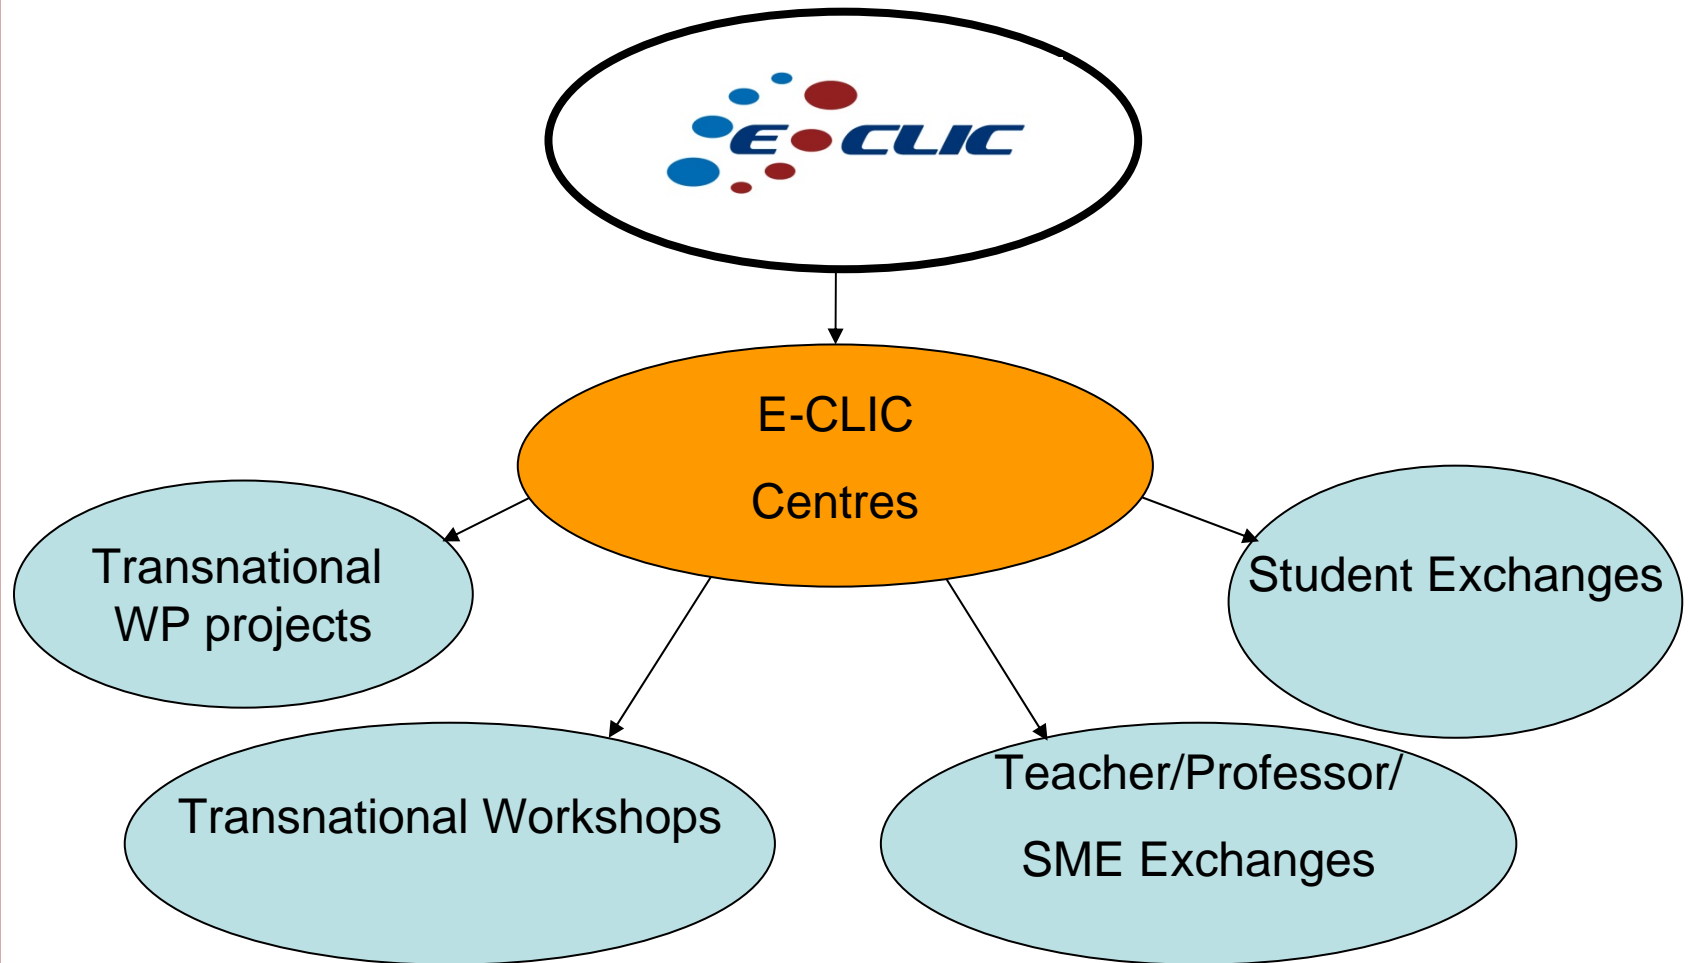 E CLIC
E-CLIC
Centres
Transnational
WP projects
Student Exchanges
Transnational Workshops
Teacher/Professor/
SME Exchanges